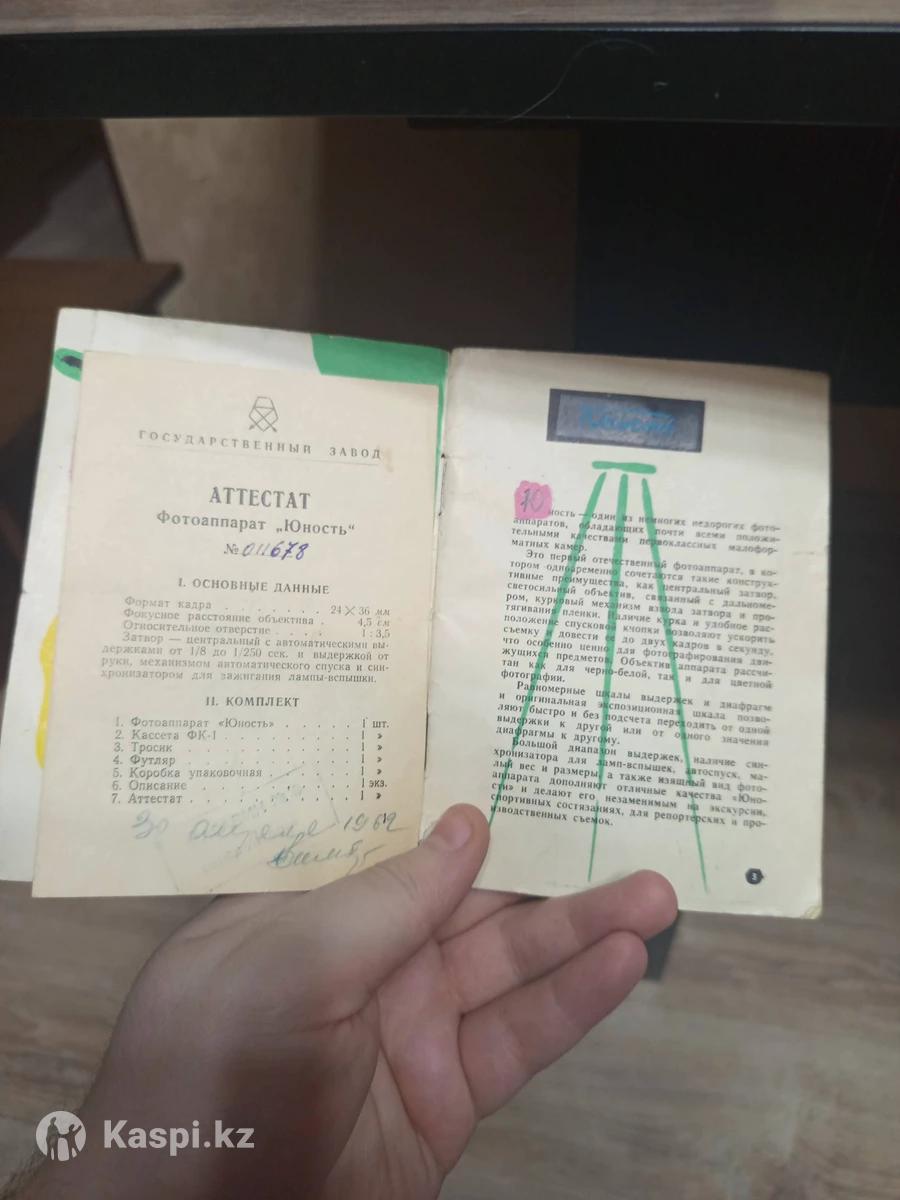 ГОСУДАРСТВЕННЫЙ ЗАВОД
АТТЕСТАТ
Фотоаппарат „Юность“
№ 011678
I. ОСНОВНЫЕ ДАННЫЕ
Формат кадра . . . . . . . 24 × 36 мм
Фокусное расстояние объектива . 4,5 см
Относительное отверстие . . . . 1 : 3,5
Затвор — центральный с автоматическими вы-
держками от 1/8 до 1/250 сек. и выдержкой от
руки, механизмом автоматического спуска и син-
хронизатором для зажигания лампы-вспышки.
II. КОМПЛЕКТ
1. Фотоаппарат «Юность» . . . . . 1 шт.
2. Кассета ФК-1 . . . . . . . . 1 »
3. Тросик . . . . . . . . . . 1 »
4. Футляр . . . . . . . . . . 1 »
5. Коробка упаковочная . . . . . . 1 »
6. Описание . . . . . . . . . 1 экз.
7. Аттестат . . . . . . . . . 1 »
30 апреля 1962
Юность
Юность — один из немногих недорогих фото-
аппаратов, обладающих почти всеми положи-
тельными качествами первоклассных малофор-
матных камер.
Это первый отечественный фотоаппарат, в ко-
тором одновременно сочетаются такие конструк-
тивные преимущества, как центральный затвор,
светосильный объектив, связанный с дальноме-
ром, курковый механизм взвода затвора и про-
тягивания пленки. Наличие курка и удобное рас-
положение спусковой кнопки позволяют ускорить
съемку и довести ее до двух кадров в секунду,
что особенно ценно для фотографирования дви-
жущихся предметов. Объектив аппарата рассчи-
тан как для черно-белой, так и для цветной
фотографии.
Равномерные шкалы выдержек и диафрагм
и оригинальная экспозиционная шкала позво-
ляют быстро и без подсчета переходить от одной
выдержки к другой или от одного значения
диафрагмы к другому.
Большой диапазон выдержек, наличие син-
хронизатора для ламп-вспышек, автоспуск, ма-
лый вес и размеры, а также изящный вид фото-
аппарата дополняют отличные качества «Юно-
сти» и делают его незаменимым на экскурсии,
спортивных состязаниях, для репортерских и про-
изводственных съемок.
3
Kaspi.kz